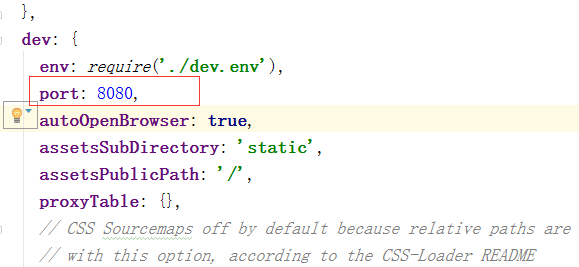 },
dev: {
env: require('./dev.env'),
port: 8080,
autoOpenBrowser: true,
assetsSubDirectory: 'static',
assetsPublicPath: '/',
proxyTable: {},
// CSS Sourcemaps off by default because relative paths are
// with this option, according to the CSS-Loader README